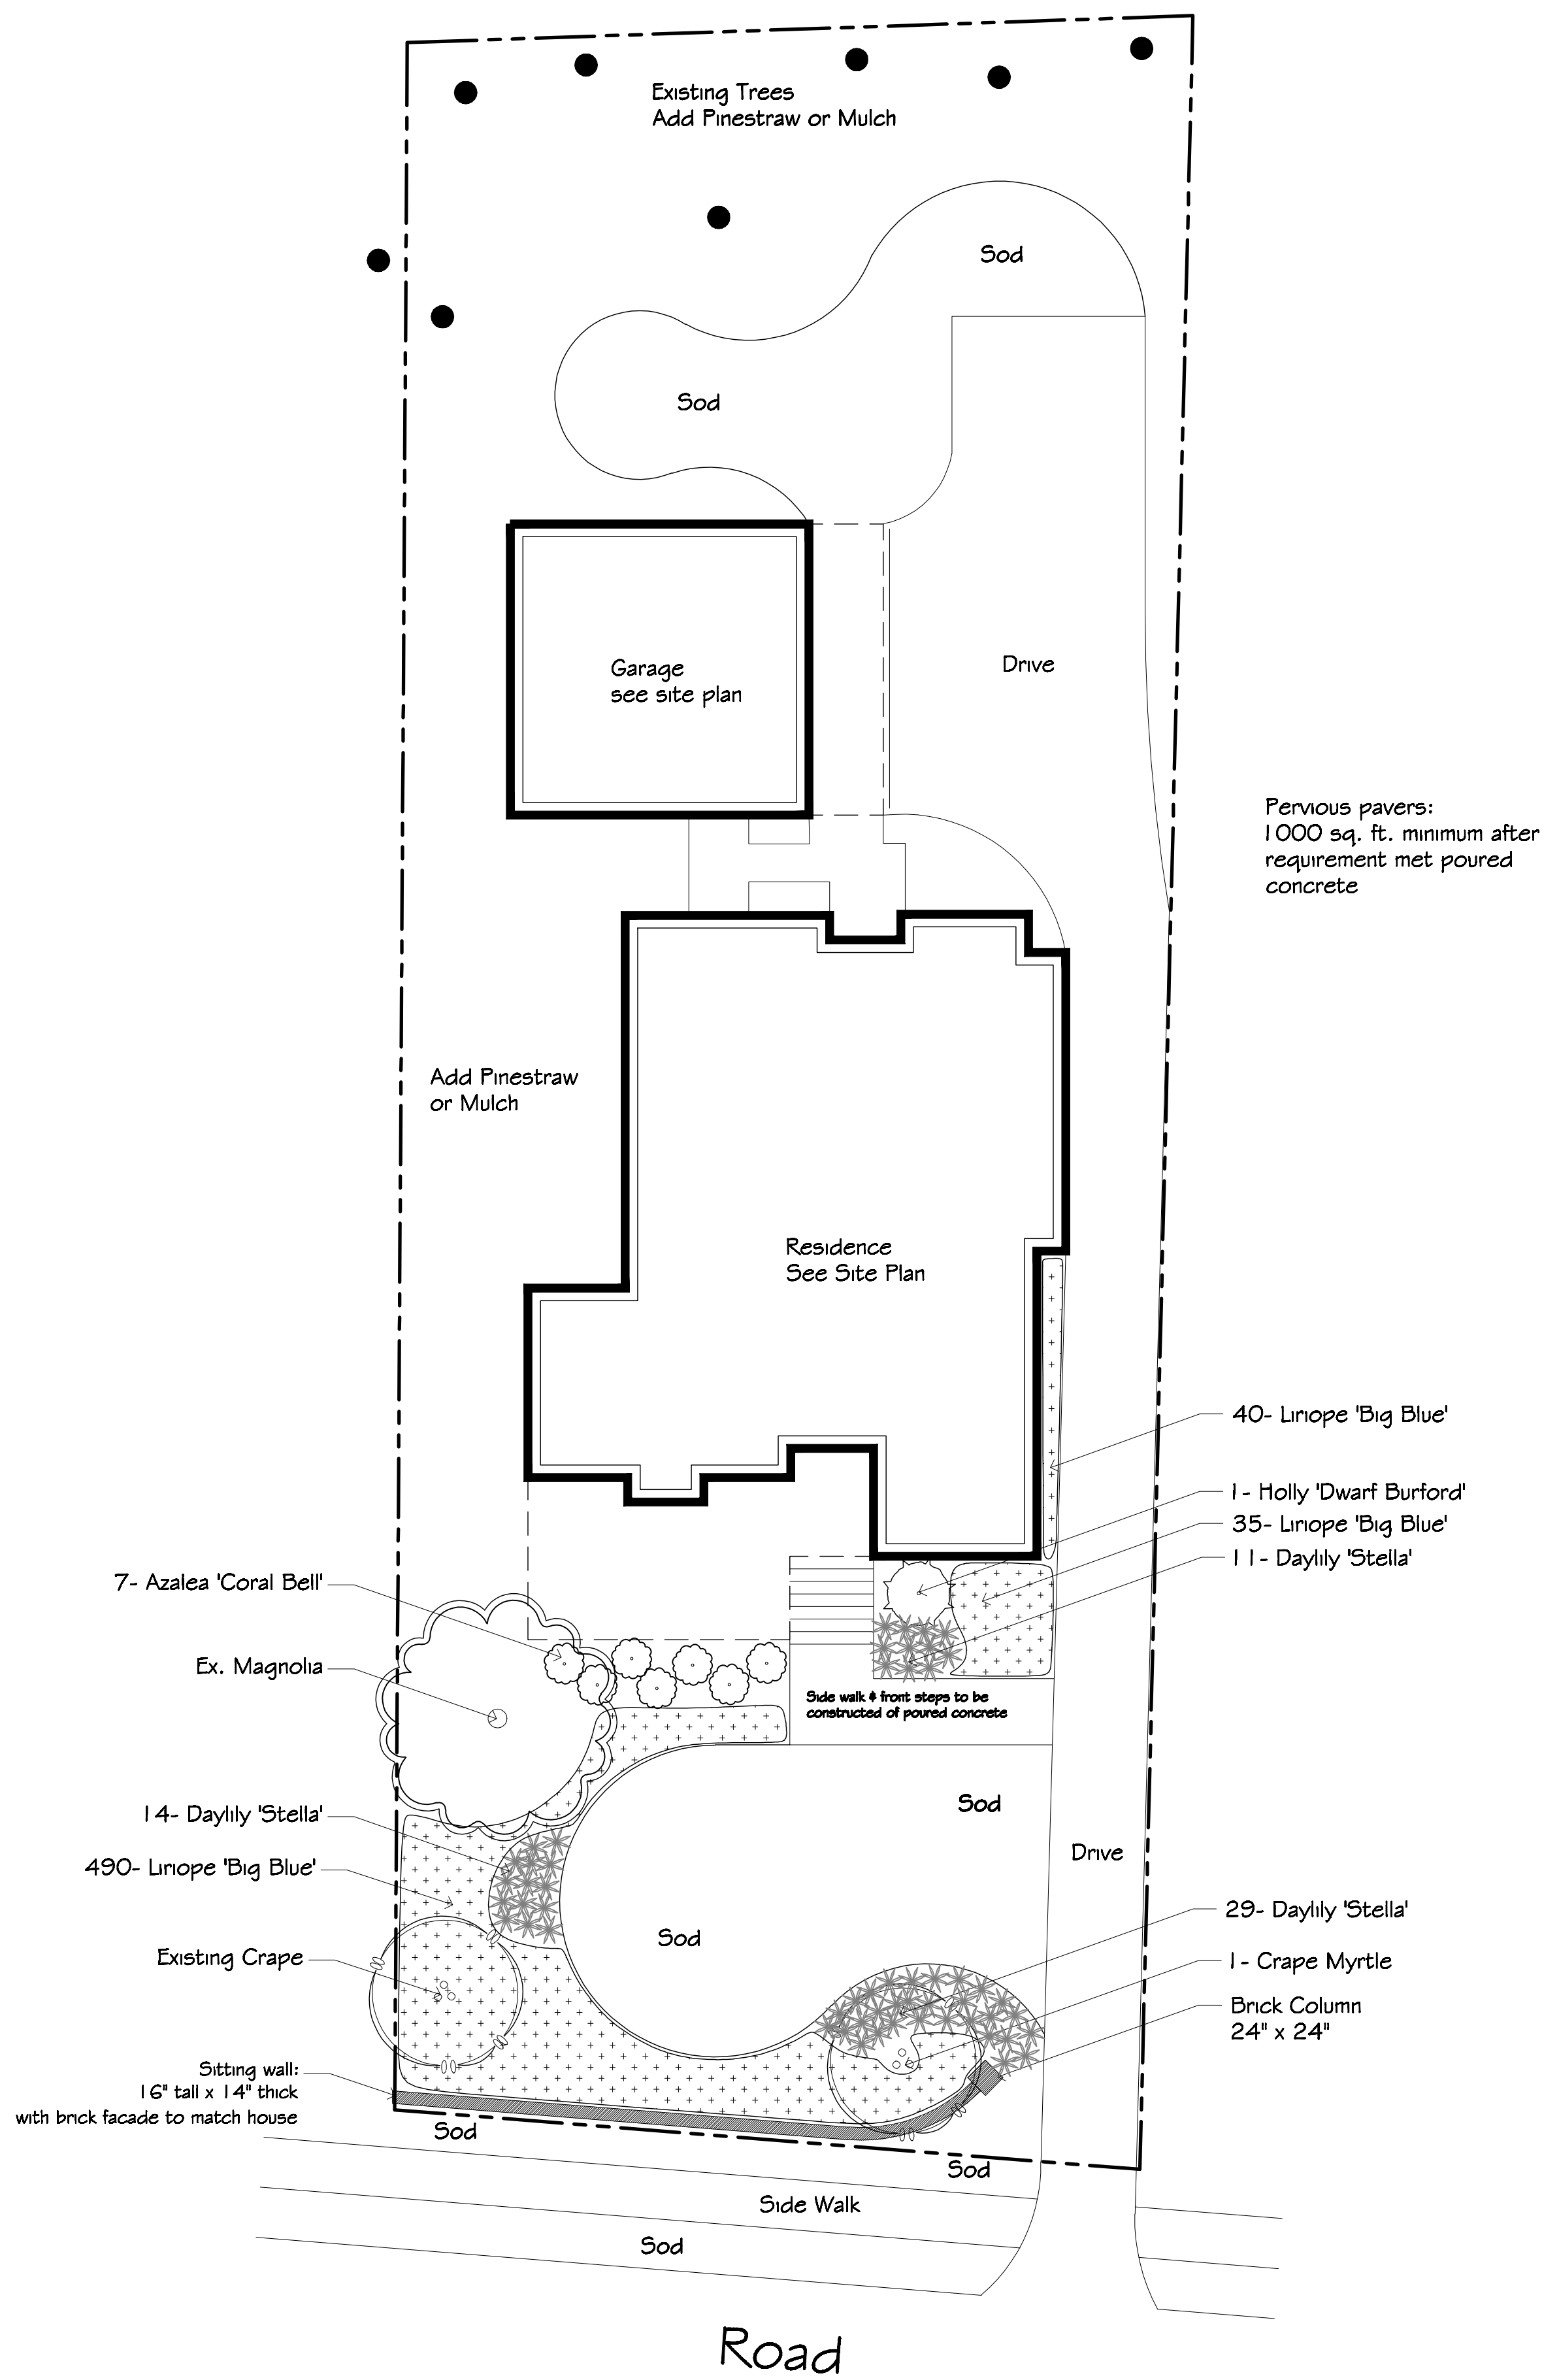 Existing Trees
Add Pinestraw or Mulch
Sod
Sod
Garage
see site plan
Drive
Pervious pavers:
1000 sq. ft. minimum after
requirement met poured
concrete
Add Pinestraw
or Mulch
Residence
See Site Plan
40- Liriope 'Big Blue'
1- Holly 'Dwarf Burford'
35- Liriope 'Big Blue'
11- Daylily 'Stella'
7- Azalea 'Coral Bell'
Ex. Magnolia
Side walk & front steps to be
constructed of poured concrete
Sod
14- Daylily 'Stella'
Drive
490- Liriope 'Big Blue'
29- Daylily 'Stella'
Sod
Existing Crape
1- Crape Myrtle
Brick Column
24" x 24"
Sitting wall:
16" tall x 14" thick
with brick facade to match house
Sod
Sod
Side Walk
Sod
Road